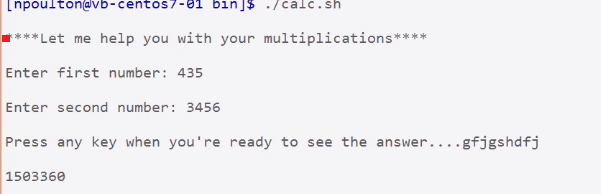 [npoulton@vb-centos7-01 bin]$ ./calc.sh
****Let me help you with your multiplications****
Enter first number: 435
Enter second number: 3456
Press any key when you're ready to see the answer....gfjgshdfj
1503360